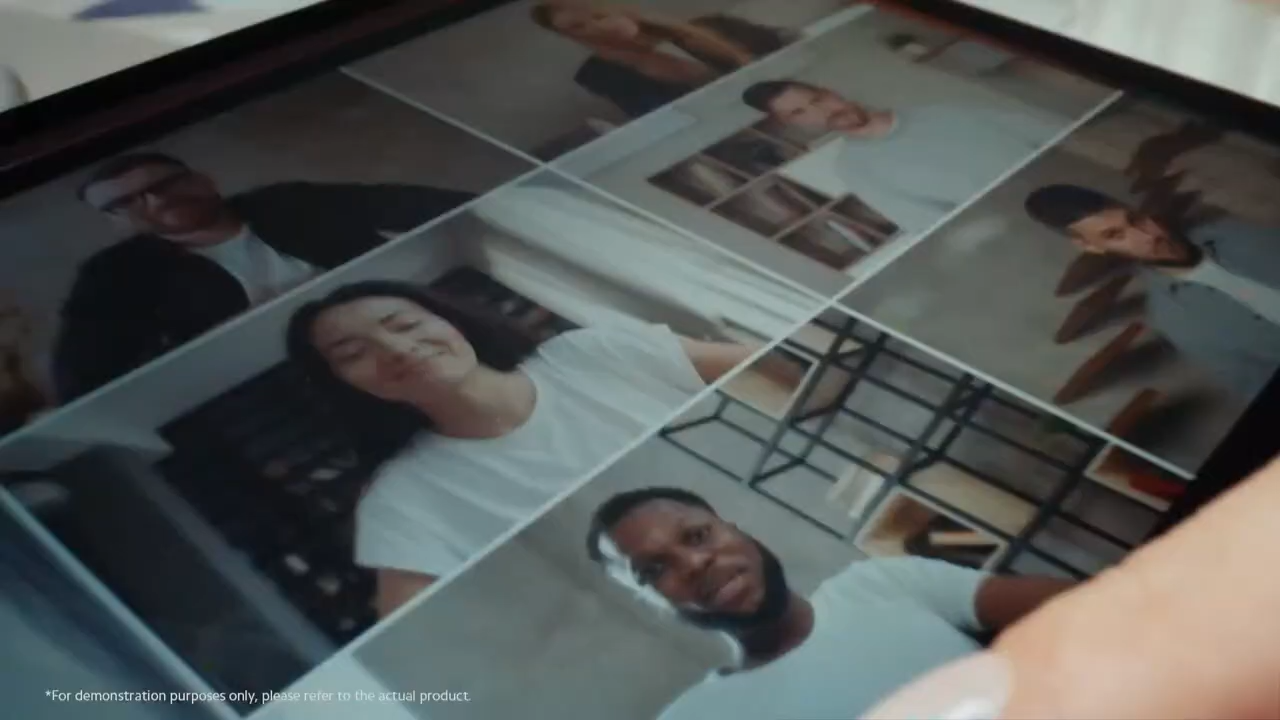 *For demonstration purposes only, please refer to the actual product.